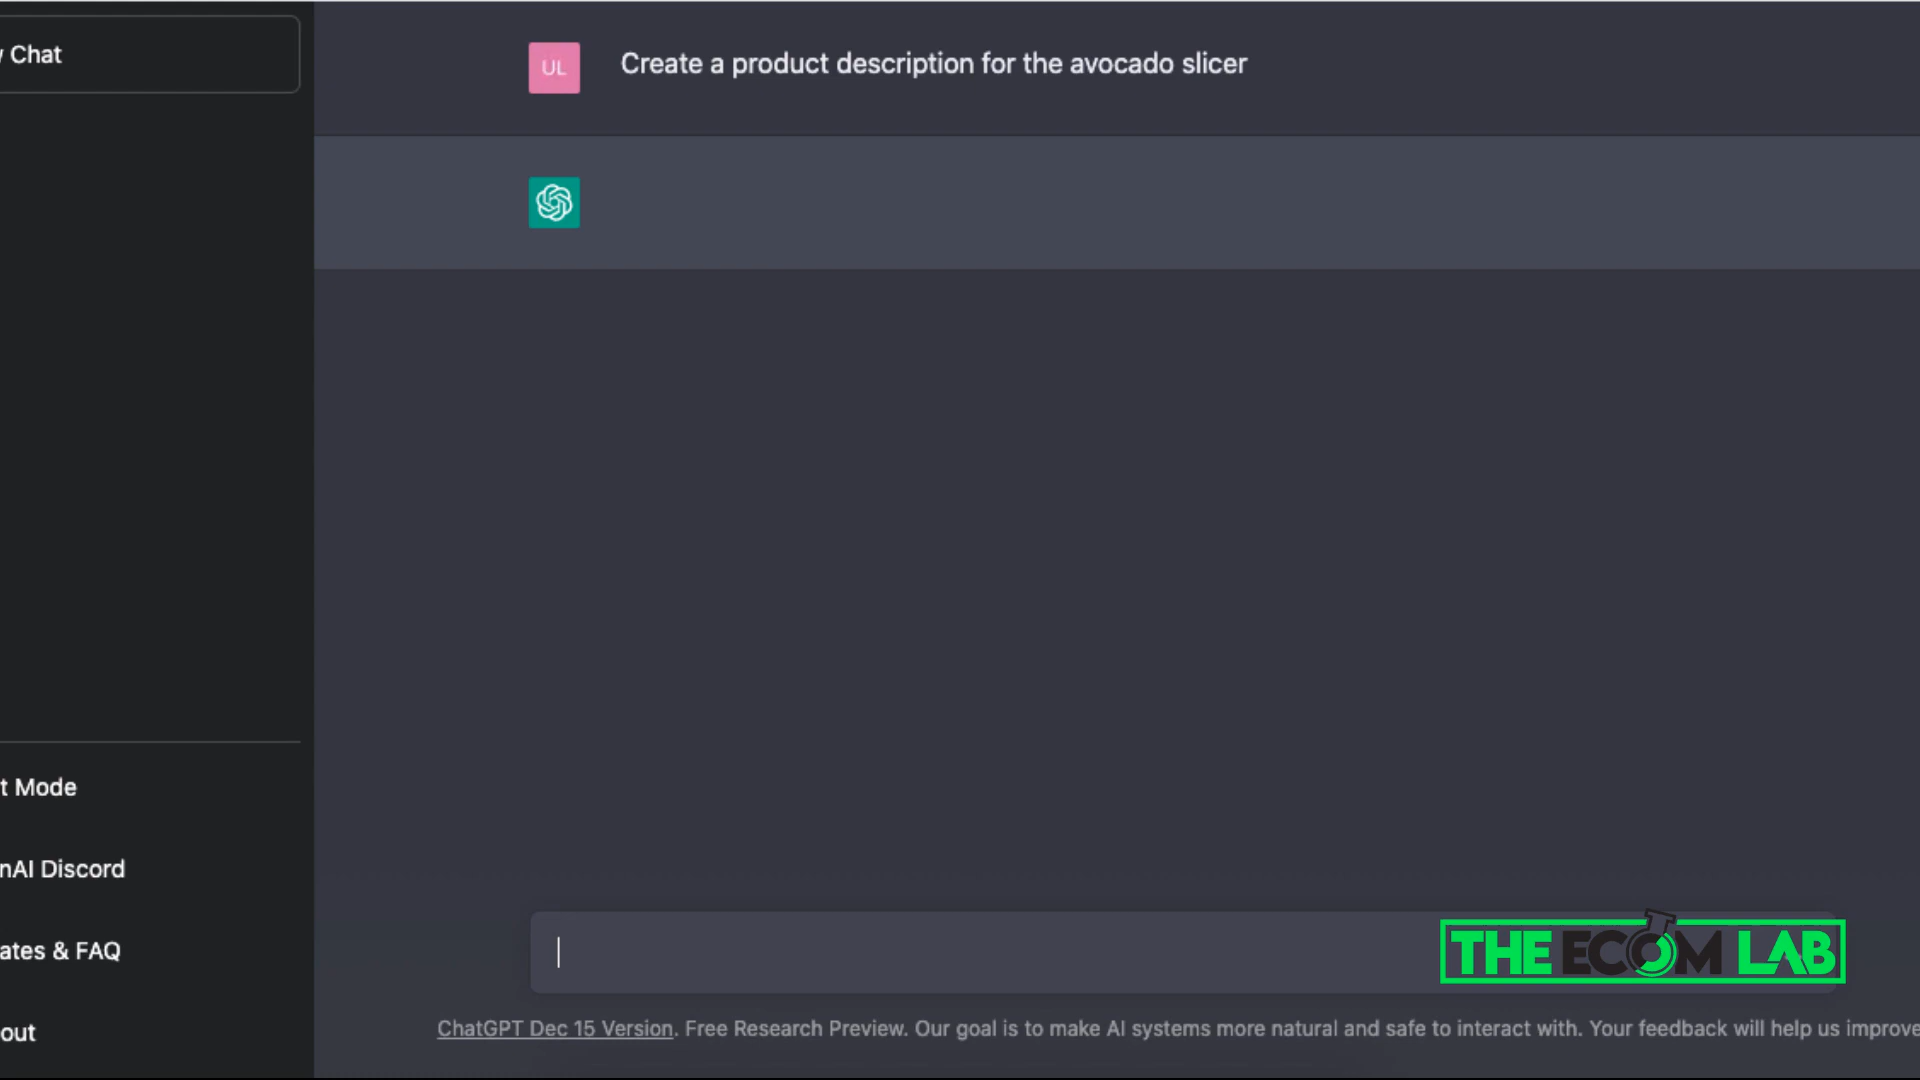 Chat
UL
Create a product description for the avocado slicer
t Mode
nAI Discord
ates & FAQ
out
THE ECOM LAB
ChatGPT Dec 15 Version. Free Research Preview. Our goal is to make AI systems more natural and safe to interact with. Your feedback will help us improve